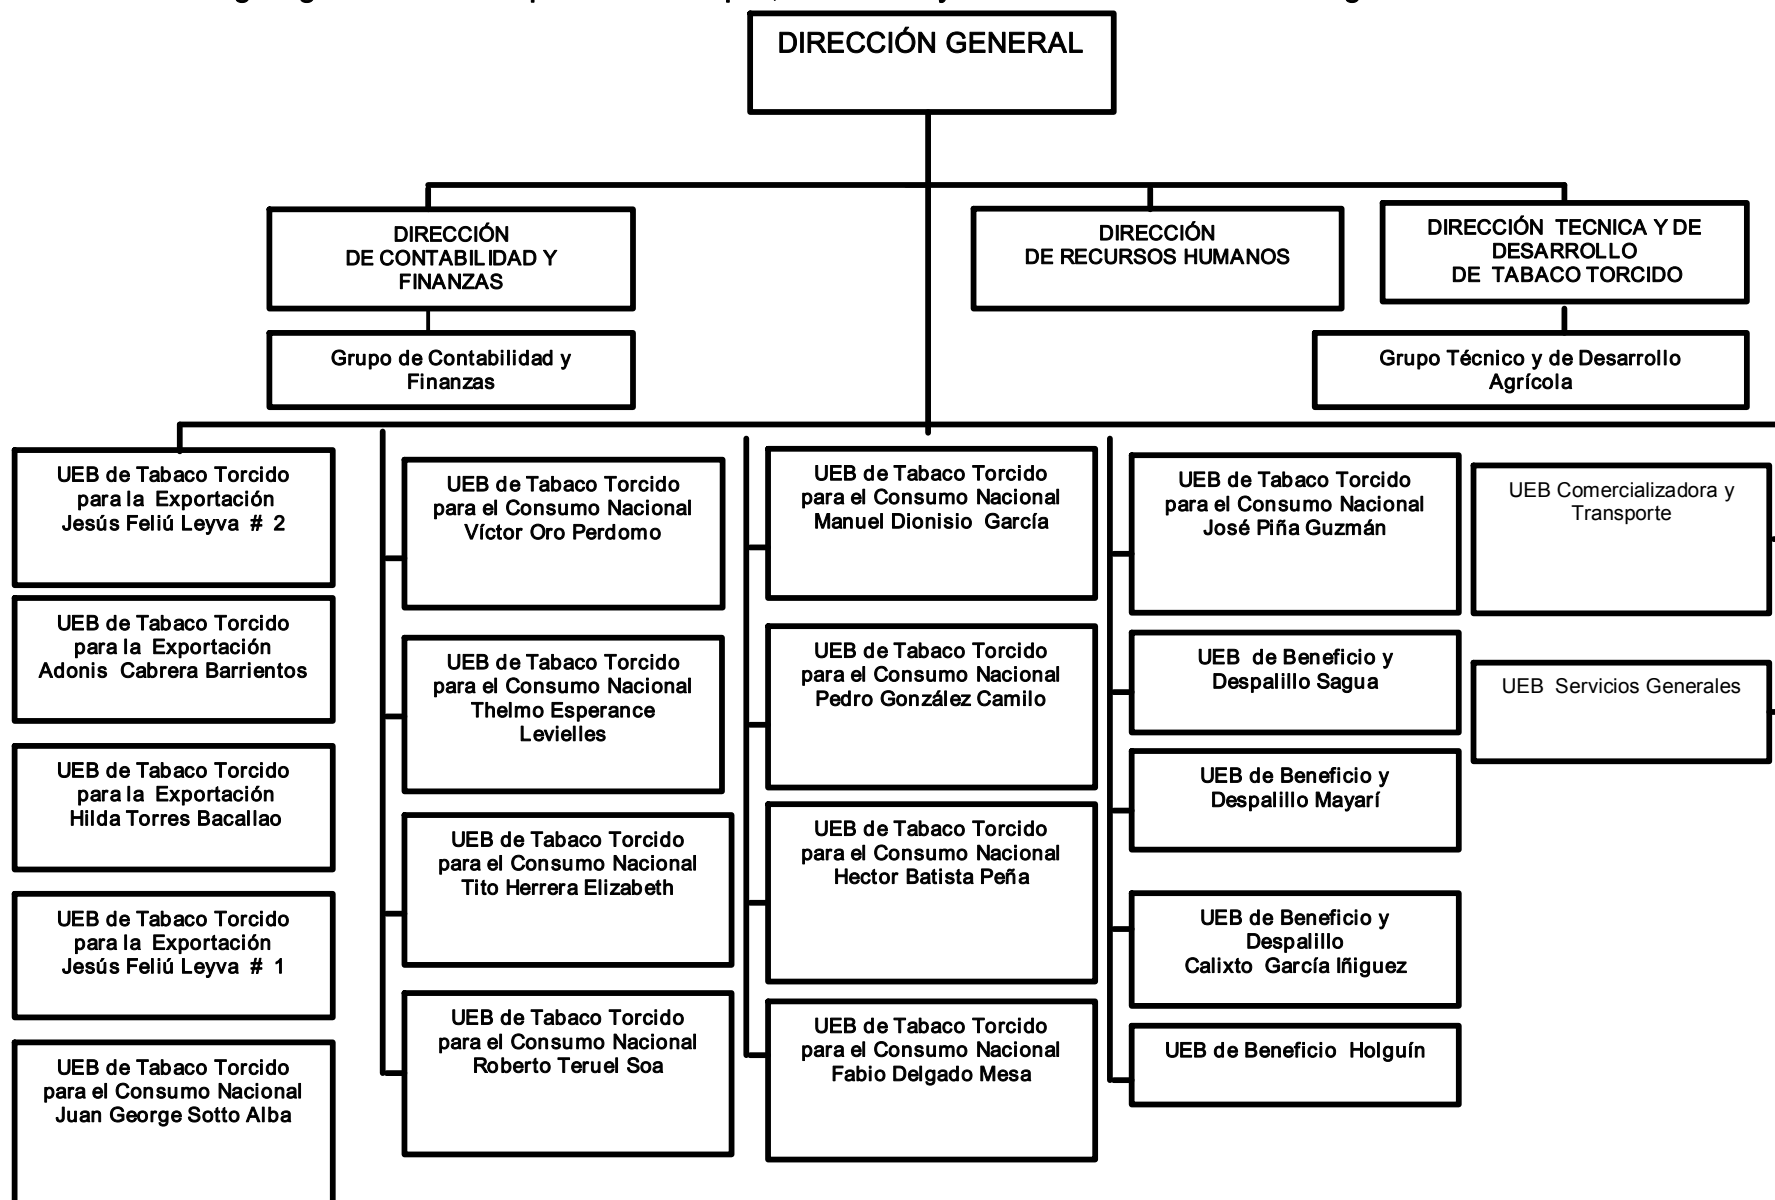 DIRECCIÓN GENERAL
DIRECCIÓN
DE CONTABILIDAD Y
FINANZAS
DIRECCIÓN
DE RECURSOS HUMANOS
DIRECCIÓN TECNICA Y DE
DESARROLLO
DE TABACO TORCIDO
Grupo de Contabilidad y
Finanzas
Grupo Técnico y de Desarrollo
Agrícola
UEB de Tabaco Torcido
para la Exportación
Jesús Feliú Leyva # 2
UEB de Tabaco Torcido
para la Exportación
Adonis Cabrera Barrientos
UEB de Tabaco Torcido
para la Exportación
Hilda Torres Bacallao
UEB de Tabaco Torcido
para la Exportación
Jesús Feliú Leyva # 1
UEB de Tabaco Torcido
para el Consumo Nacional
Juan George Sotto Alba
UEB de Tabaco Torcido
para el Consumo Nacional
Víctor Oro Perdomo
UEB de Tabaco Torcido
para el Consumo Nacional
Thelmo Esperance
Levielles
UEB de Tabaco Torcido
para el Consumo Nacional
Tito Herrera Elizabeth
UEB de Tabaco Torcido
para el Consumo Nacional
Roberto Teruel Soa
UEB de Tabaco Torcido
para el Consumo Nacional
Manuel Dionisio García
UEB de Tabaco Torcido
para el Consumo Nacional
Pedro González Camilo
UEB de Tabaco Torcido
para el Consumo Nacional
Hector Batista Peña
UEB de Tabaco Torcido
para el Consumo Nacional
Fabio Delgado Mesa
UEB de Tabaco Torcido
para el Consumo Nacional
José Piña Guzmán
UEB de Beneficio y
Despalillo Sagua
UEB de Beneficio y
Despalillo Mayarí
UEB de Beneficio y
Despalillo
Calixto García Iñiguez
UEB de Beneficio Holguín
UEB Comercializadora y
Transporte
UEB Servicios Generales